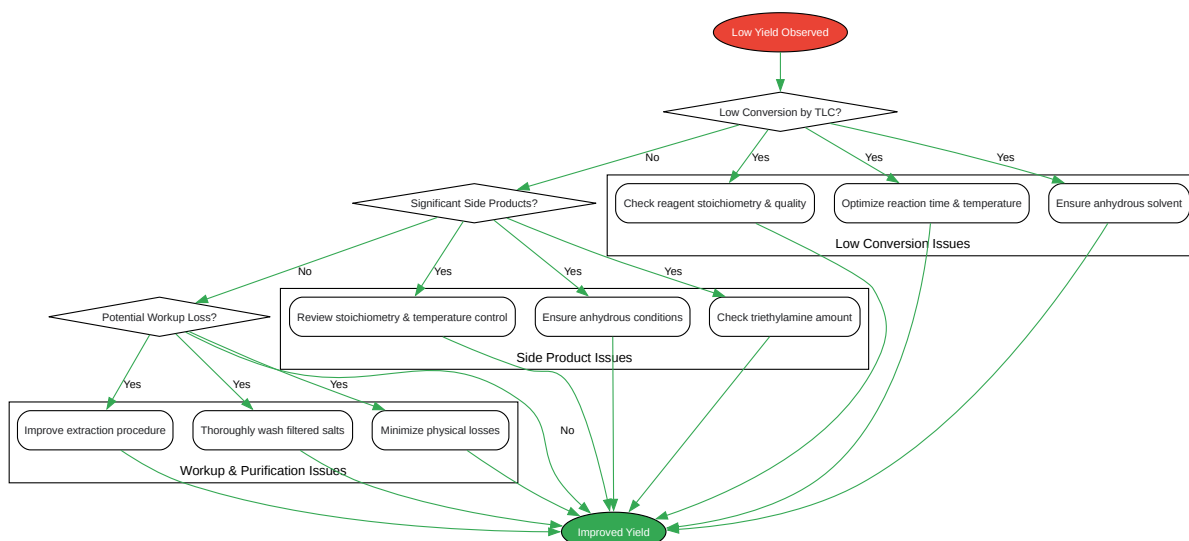 Low Yield Observed
Low Conversion by TLC?
No
Yes
Yes
Yes
Significant Side Products?
Check reagent stoichiometry & quality
Optimize reaction time & temperature
Ensure anhydrous solvent
Low Conversion Issues
No
Yes
Yes
Yes
Potential Workup Loss?
Review stoichiometry & temperature control
Ensure anhydrous conditions
Check triethylamine amount
Side Product Issues
Yes
Yes
Yes
No
Improve extraction procedure
Thoroughly wash filtered salts
Minimize physical losses
Workup & Purification Issues
Improved Yield